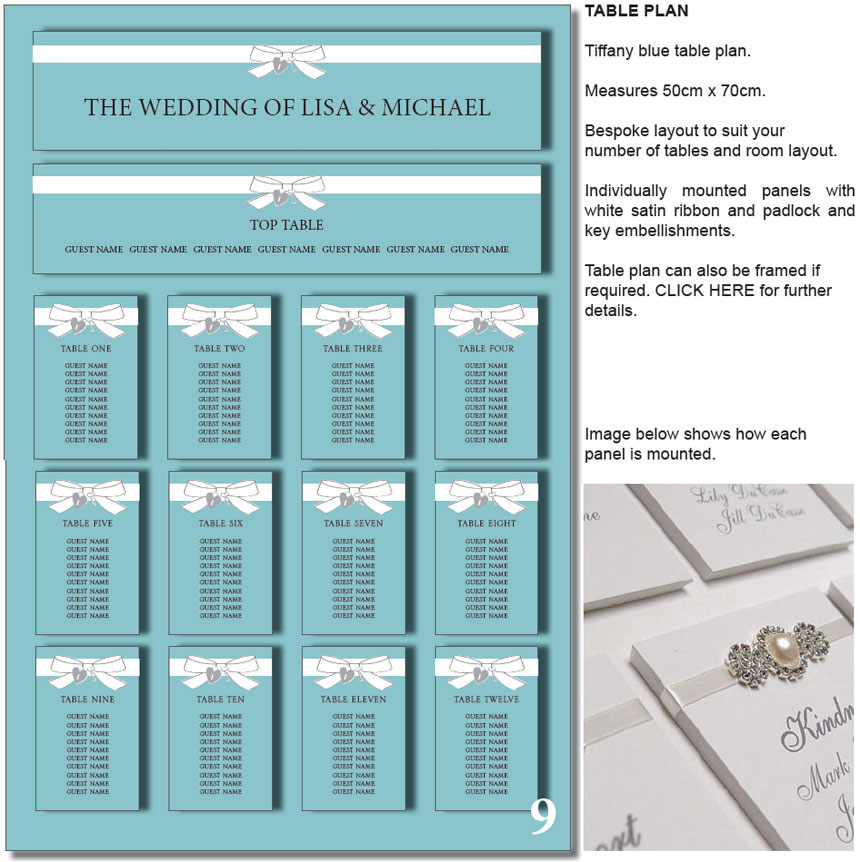 THE WEDDING OF LISA & MICHAEL
TOP TABLE
GUEST NAME GUEST NAME GUEST NAME GUEST NAME GUEST NAME GUEST NAME GUEST NAME
TABLE ONE
GUEST NAME
GUEST NAME
GUEST NAME
GUEST NAME
GUEST NAME
GUEST NAME
GUEST NAME
GUEST NAME
GUEST NAME
GUEST NAME
TABLE TWO
GUEST NAME
GUEST NAME
GUEST NAME
GUEST NAME
GUEST NAME
GUEST NAME
GUEST NAME
GUEST NAME
GUEST NAME
GUEST NAME
TABLE THREE
GUEST NAME
GUEST NAME
GUEST NAME
GUEST NAME
GUEST NAME
GUEST NAME
GUEST NAME
GUEST NAME
GUEST NAME
GUEST NAME
TABLE FOUR
GUEST NAME
GUEST NAME
GUEST NAME
GUEST NAME
GUEST NAME
GUEST NAME
GUEST NAME
GUEST NAME
GUEST NAME
GUEST NAME
TABLE FIVE
GUEST NAME
GUEST NAME
GUEST NAME
GUEST NAME
GUEST NAME
GUEST NAME
GUEST NAME
GUEST NAME
GUEST NAME
GUEST NAME
TABLE SIX
GUEST NAME
GUEST NAME
GUEST NAME
GUEST NAME
GUEST NAME
GUEST NAME
GUEST NAME
GUEST NAME
GUEST NAME
GUEST NAME
TABLE SEVEN
GUEST NAME
GUEST NAME
GUEST NAME
GUEST NAME
GUEST NAME
GUEST NAME
GUEST NAME
GUEST NAME
GUEST NAME
GUEST NAME
TABLE EIGHT
GUEST NAME
GUEST NAME
GUEST NAME
GUEST NAME
GUEST NAME
GUEST NAME
GUEST NAME
GUEST NAME
GUEST NAME
GUEST NAME
TABLE NINE
GUEST NAME
GUEST NAME
GUEST NAME
GUEST NAME
GUEST NAME
GUEST NAME
GUEST NAME
GUEST NAME
GUEST NAME
GUEST NAME
TABLE TEN
GUEST NAME
GUEST NAME
GUEST NAME
GUEST NAME
GUEST NAME
GUEST NAME
GUEST NAME
GUEST NAME
GUEST NAME
GUEST NAME
TABLE ELEVEN
GUEST NAME
GUEST NAME
GUEST NAME
GUEST NAME
GUEST NAME
GUEST NAME
GUEST NAME
GUEST NAME
GUEST NAME
GUEST NAME
TABLE TWELVE
GUEST NAME
GUEST NAME
GUEST NAME
GUEST NAME
GUEST NAME
GUEST NAME
GUEST NAME
GUEST NAME
GUEST NAME
GUEST NAME
9
TABLE PLAN
Tiffany blue table plan.
Measures 50cm x 70cm.
Bespoke layout to suit your
number of tables and room layout.
Individually mounted panels with
white satin ribbon and padlock and
key embellishments.
Table plan can also be framed if
required. CLICK HERE for further
details.
Image below shows how each
panel is mounted.
Lily DuCasse
Jill DuCasse
Kindn
Mark